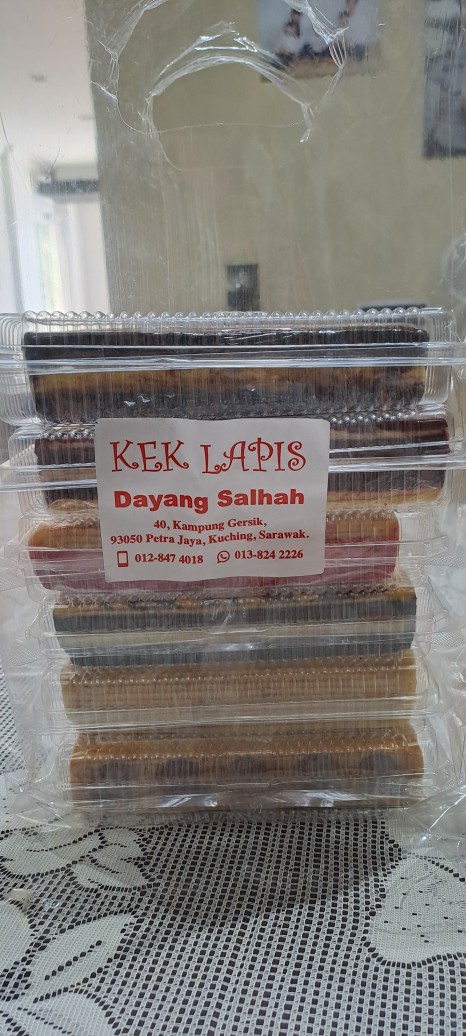 KEK LAPIS
Dayang Salhah
40, Kampung Gersik,
93050 Petra Jaya, Kuching, Sarawak.
012-847 4018 013-824 2226